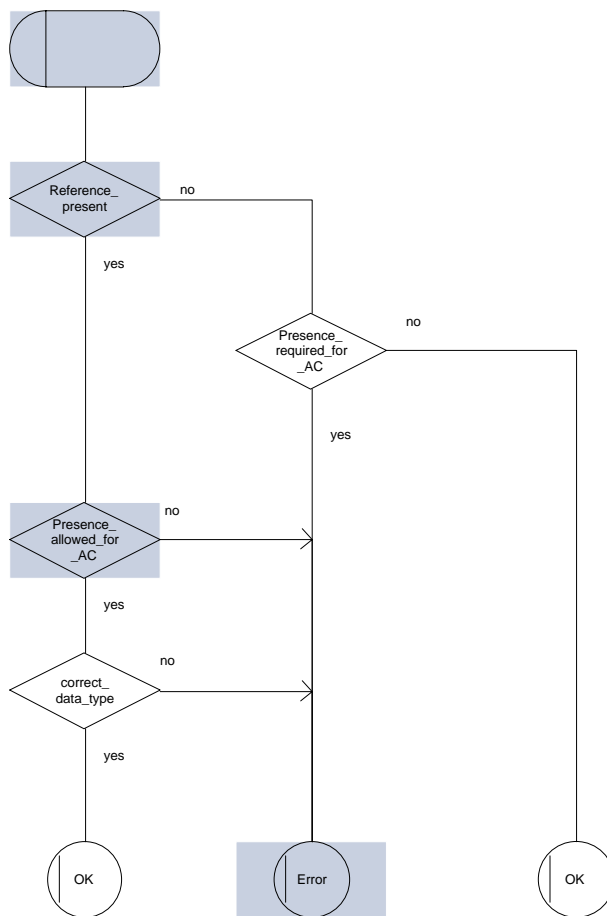 Reference_
present
no
yes
Presence_
required_for
_AC
no
yes
Presence_
allowed_for
_AC
no
yes
correct_
data_type
no
yes
OK
Error
OK